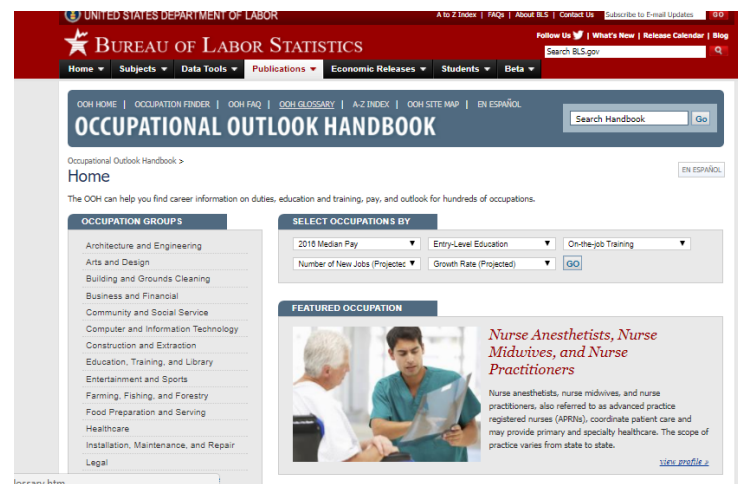 UNITED STATES DEPARTMENT OF LABOR
A to Z Index | FAQs | About BLS | Contact Us Subscribe to E-mail Updates GO
BUREAU OF LABOR STATISTICS
Follow Us | What's New | Release Calendar | Blog
Search BLS.gov
Home Subjects Data Tools Publications Economic Releases Students Beta
OOH HOME | OCCUPATION FINDER | OOH FAQ | OOH GLOSSARY | A-Z INDEX | OOH SITE MAP | EN ESPAÑOL
OCCUPATIONAL OUTLOOK HANDBOOK
Search Handbook Go
Occupational Outlook Handbook >
Home
EN ESPAÑOL
The OOH can help you find career information on duties, education and training, pay, and outlook for hundreds of occupations.
OCCUPATION GROUPS
Architecture and Engineering
Arts and Design
Building and Grounds Cleaning
Business and Financial
Community and Social Service
Computer and Information Technology
Construction and Extraction
Education, Training, and Library
Entertainment and Sports
Farming, Fishing, and Forestry
Food Preparation and Serving
Healthcare
Installation, Maintenance, and Repair
Legal
SELECT OCCUPATIONS BY
2016 Median Pay Entry-Level Education On-the-job Training
Number of New Jobs (Projected Growth Rate (Projected) GO
FEATURED OCCUPATION
Nurse Anesthetists, Nurse
Midwives, and Nurse
Practitioners
Nurse anesthetists, nurse midwives, and nurse
practitioners, also referred to as advanced practice
registered nurses (APRNs), coordinate patient care and
may provide primary and specialty healthcare. The scope of
practice varies from state to state.
view profile »